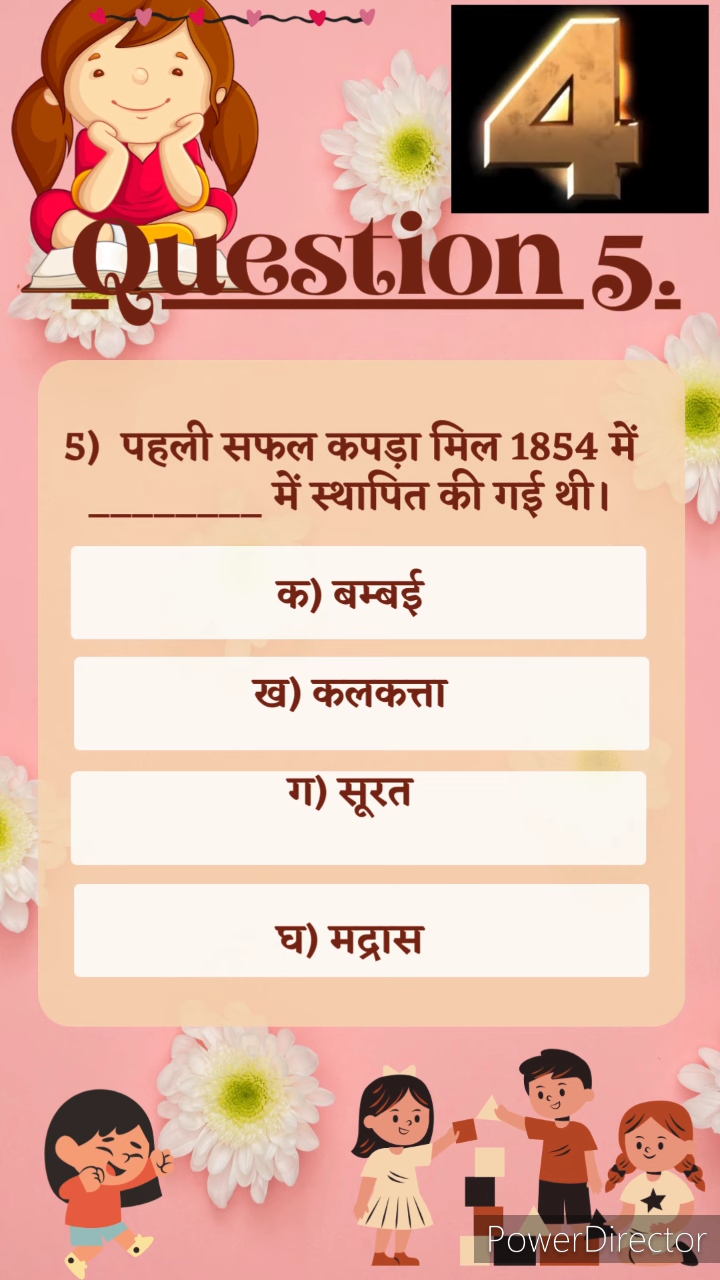 4
Question 5.
5) पहली सफल कपड़ा मिल 1854 में
________ में स्थापित की गई थी।
क) बम्बई
ख) कलकत्ता
ग) सूरत
घ) मद्रास
PowerDirector